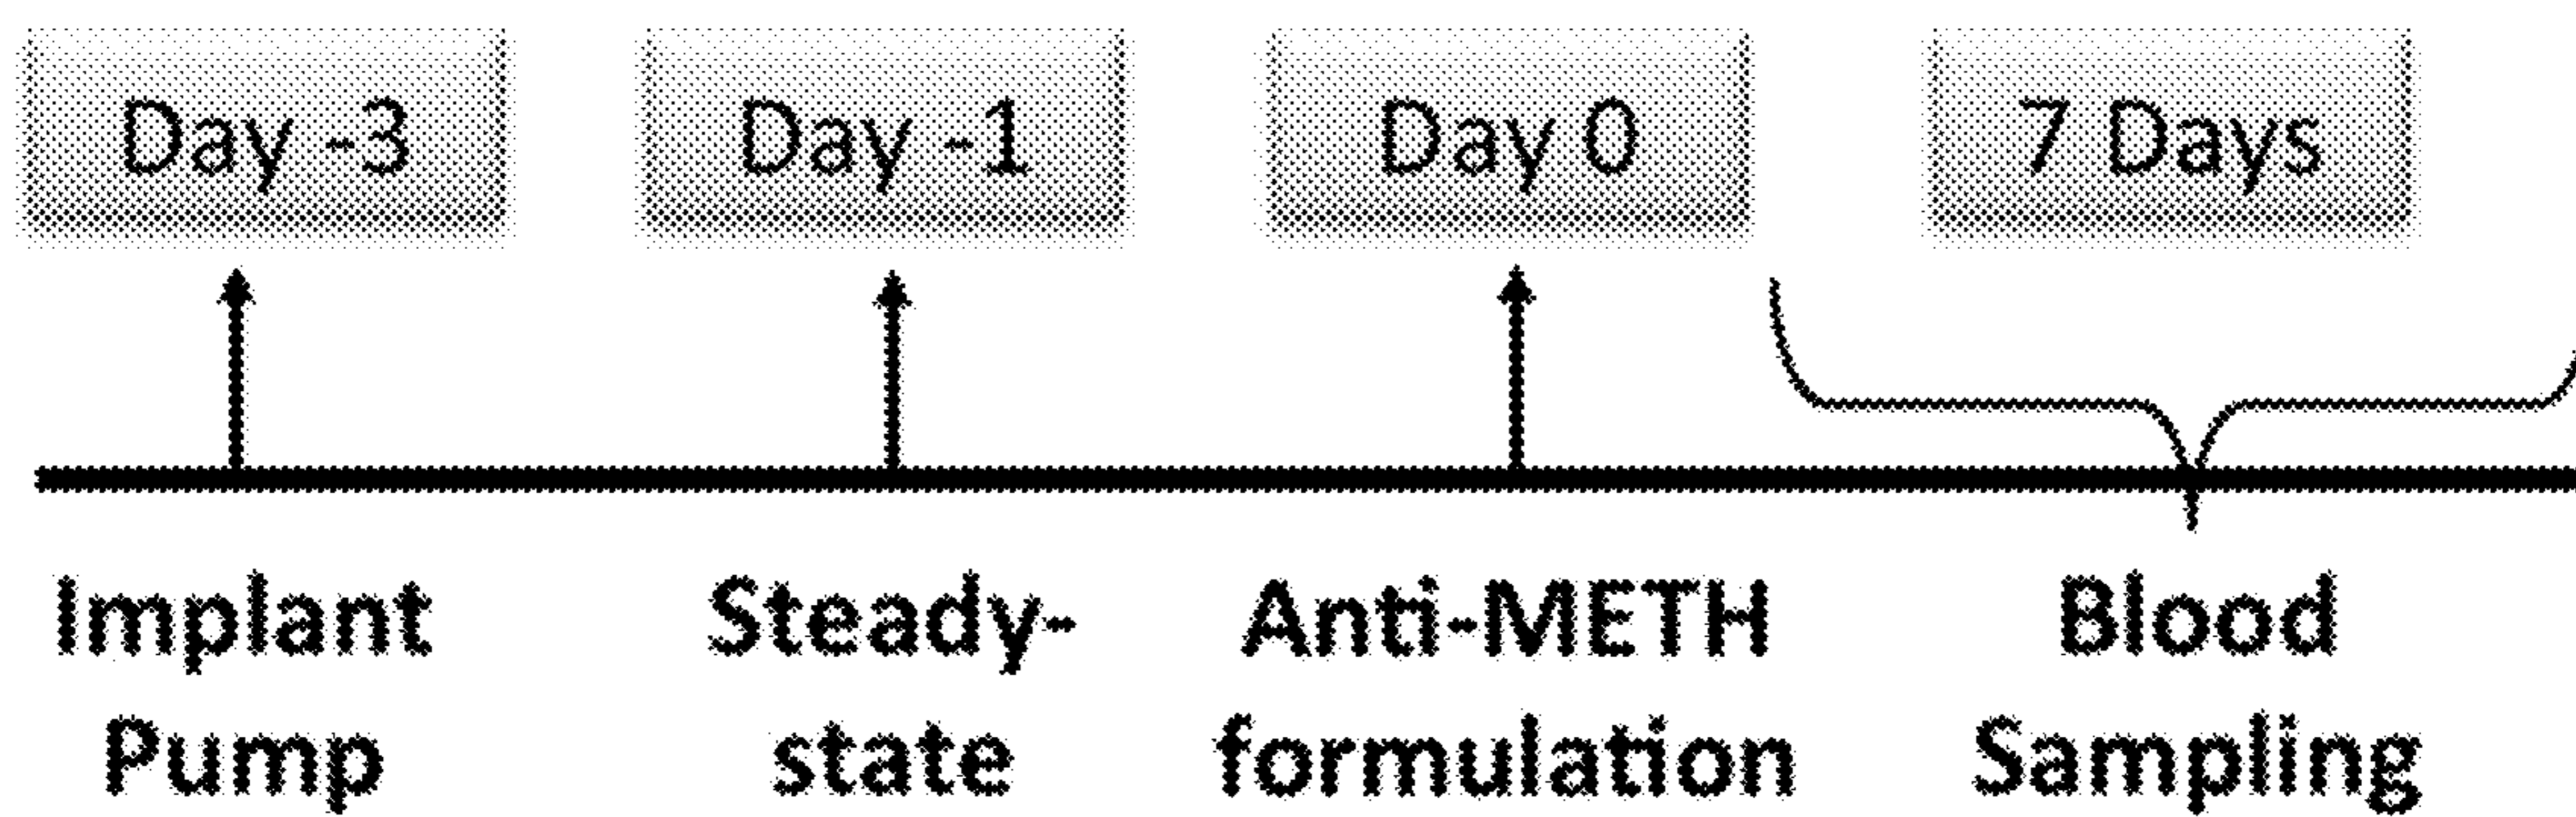 Day -3
Day -1
Day 0
7 Days
Implant
Pump
Steady-
state
Anti-METH
formulation
Blood
Sampling